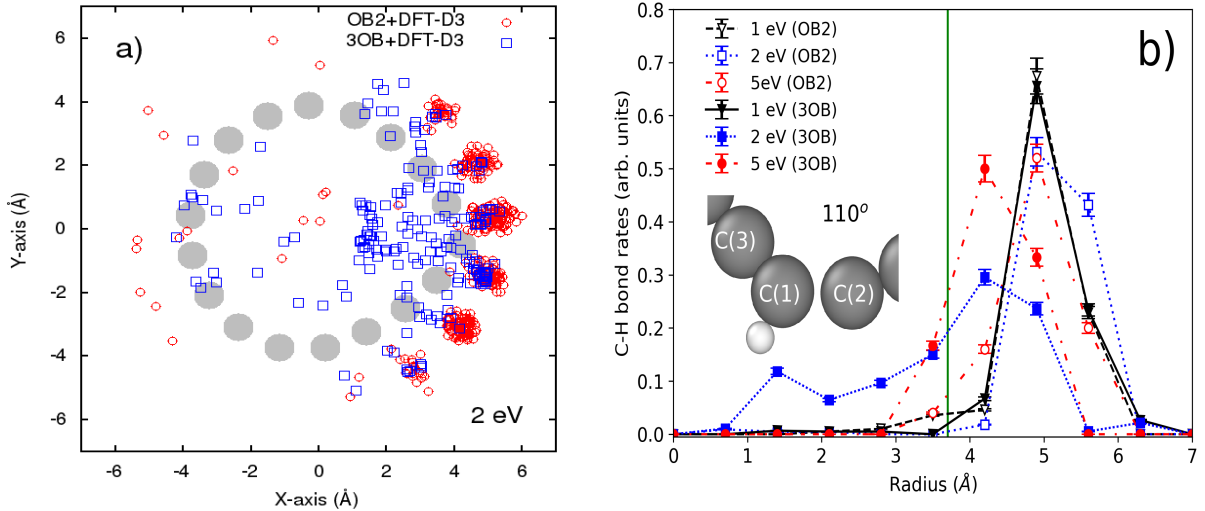 a)
OB2+DFT-D3
3OB+DFT-D3
2 eV
Y-axis (Å)
6
4
2
0
-2
-4
-6
-6
-4
-2
0
2
4
6
X-axis (Å)
b)
1 eV (OB2)
2 eV (OB2)
5eV (OB2)
1 eV (3OB)
2 eV (3OB)
5 eV (3OB)
110º
C(3)
C(1)
C(2)
C-H bond rates (arb. units)
0.8
0.7
0.6
0.5
0.4
0.3
0.2
0.1
0.0
0
1
2
3
4
5
6
7
Radius (Å)